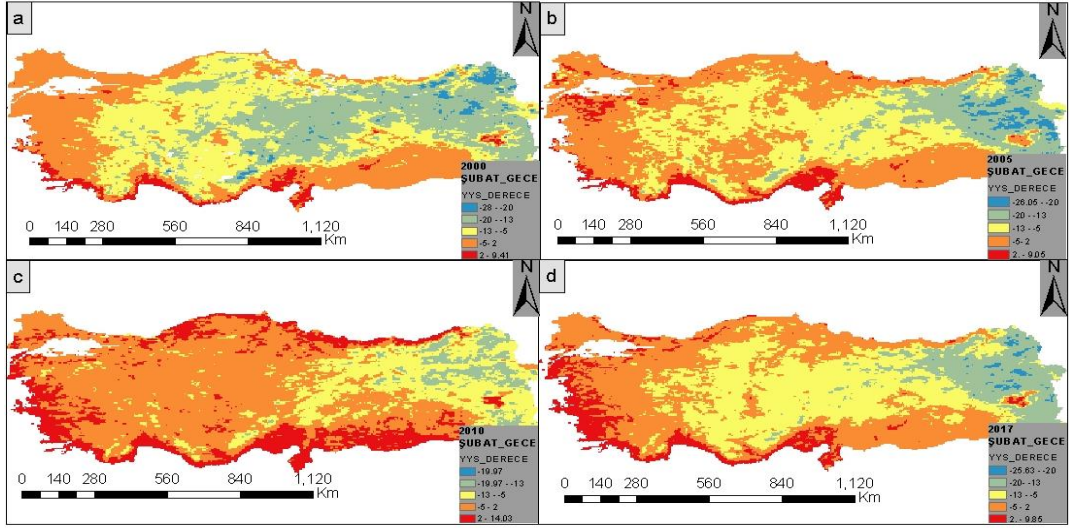 a
N
2000
ŞUBAT_GECE
YYS_DERECE
-28 - -20
-20 - -13
-13 - -5
-5- 2
2 - 9.41
0 140 280 560 840 1,120
Km
b
N
2005
ŞUBAT_GECE
YYS_DERECE
-26.05 - -20
-20 - -13
-13 - -5
-5- 2
2 - 9.05
0 140 280 560 840 1,120
Km
c
N
2010
ŞUBAT_GECE
YYS_DERECE
-19.97
-19.97 - -13
-13 - -5
-5 - 2
2 - 14.03
0 140 280 560 840 1,120
Km
d
N
2017
ŞUBAT_GECE
YYS_DERECE
-25.63 - -20
-20 - -13
-13 - -5
-5 - 2
2 - 9.85
0 140 280 560 840 1,120
Km